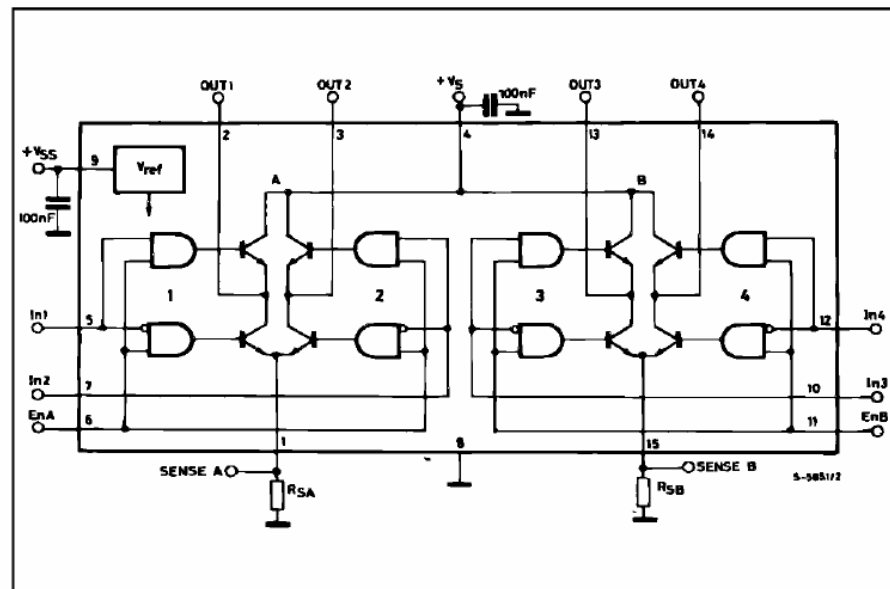 OUT1 OUT2 +VS 100nF OUT3 OUT4
2 3 4 13 14
+VSS 9 Vref A B
100nF
1 2 3 4
In1 5 12 In4
In2 7 10 In3
EnA 6 11 EnB
1 8 15
SENSE A SENSE B S-5851/2
RSA RSB